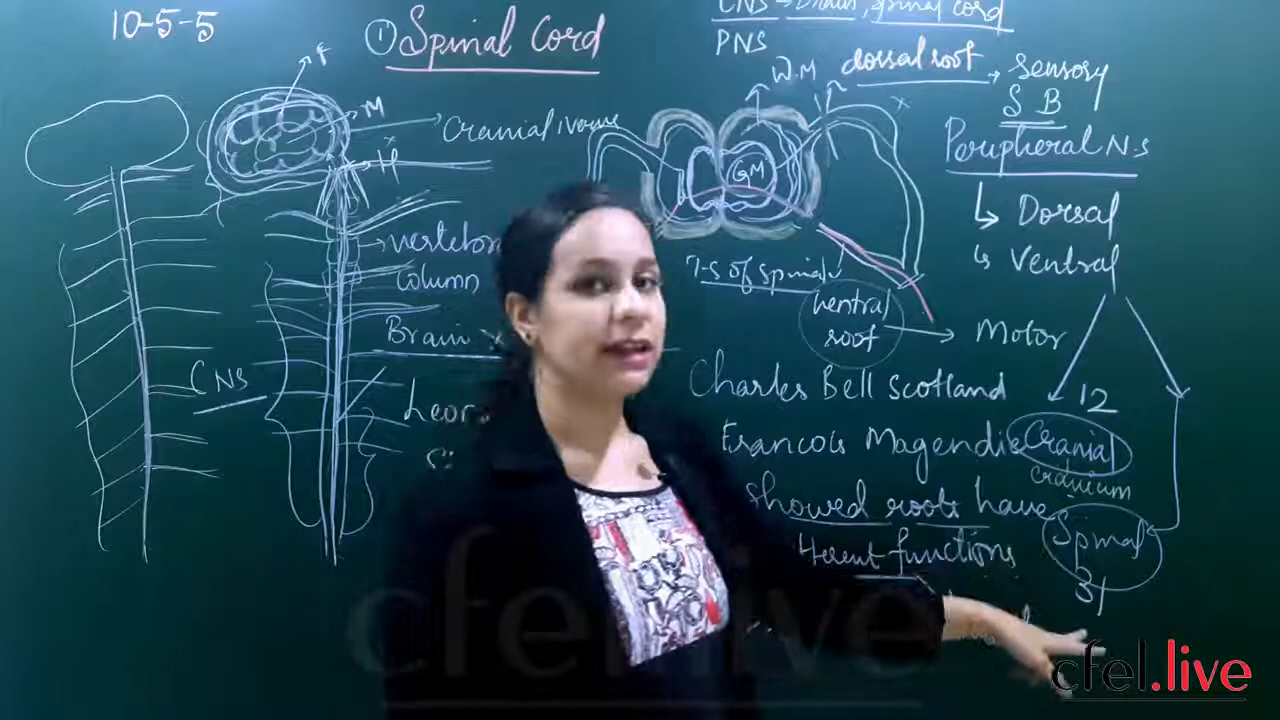 10-5-5
① Spinal Cord
CNS → Brain, spinal cord
PNS
W.M
dorsal root → Sensory
S B
Peripheral N.S
↳ Dorsal
↳ Ventral
F
M
H
Cranial
GM
column
T-S of spinal
ventral
root → Motor
Brain
CNS
Charles Bell Scotland
Francois Magendie
showed roots have
functions
12
Cranial
cranium
Spinal
31
cfel.live
cfel.live